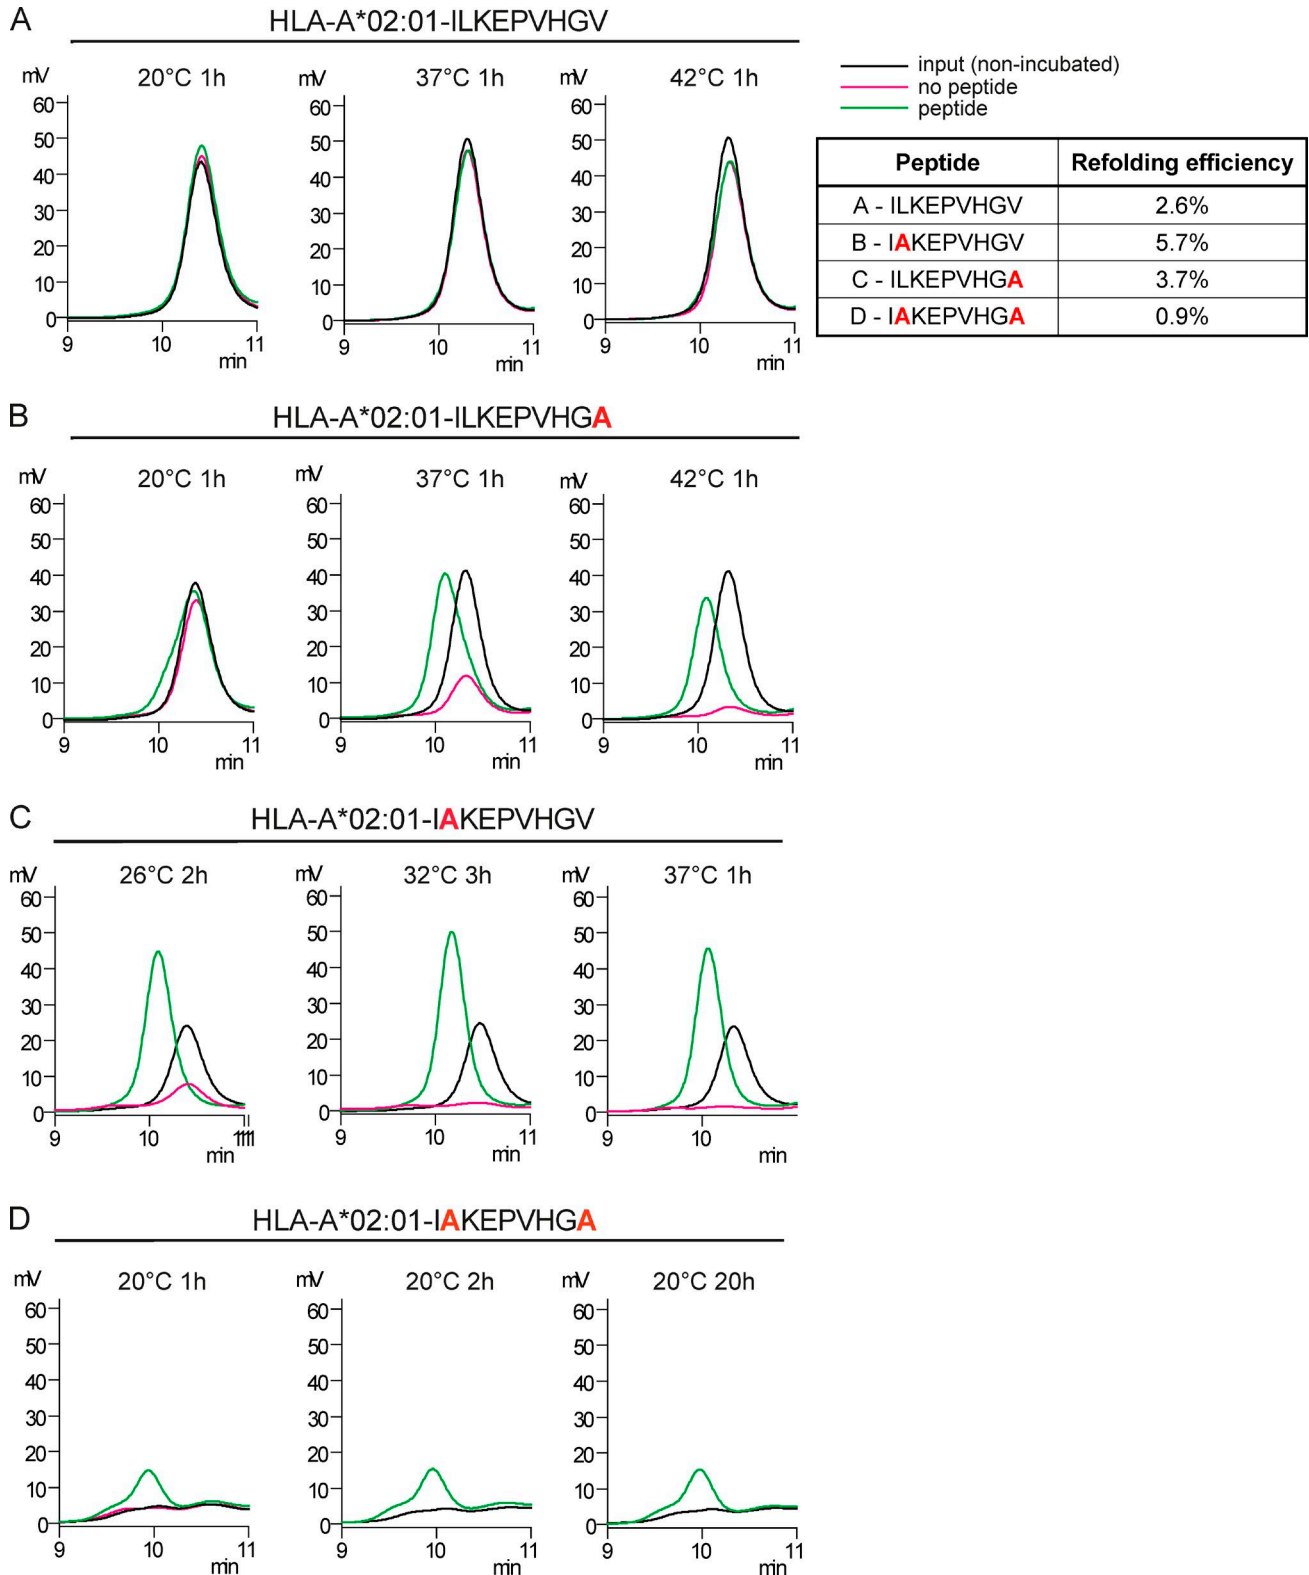 A
HLA-A*02:01-ILKEPVHGV
mV 20°C 1h
60
50
40
30
20
10
0
9 10 11
min
mV 37°C 1h
60
50
40
30
20
10
0
9 10 11
min
mV 42°C 1h
60
50
40
30
20
10
0
9 10 11
min
input (non-incubated)
no peptide
peptide
Peptide Refolding efficiency
A - ILKEPVHGV 2.6%
B - IAKEPVHGV 5.7%
C - ILKEPVHGA 3.7%
D - IAKEPVHGA 0.9%
B
HLA-A*02:01-ILKEPVHGA
mV 20°C 1h
60
50
40
30
20
10
0
9 10 11
min
mV 37°C 1h
60
50
40
30
20
10
0
9 10 11
min
mV 42°C 1h
60
50
40
30
20
10
0
9 10 11
min
C
HLA-A*02:01-IAKEPVHGV
mV 26°C 2h
60
50
40
30
20
10
0
9 10 1111
min
mV 32°C 3h
60
50
40
30
20
10
0
9 10 11
min
mV 37°C 1h
60
50
40
30
20
10
0
9 10
min
D
HLA-A*02:01-IAKEPVHGA
mV 20°C 1h
60
50
40
30
20
10
0
9 10 11
min
mV 20°C 2h
60
50
40
30
20
10
0
9 10 11
min
mV 20°C 20h
60
50
40
30
20
10
0
9 10 11
min